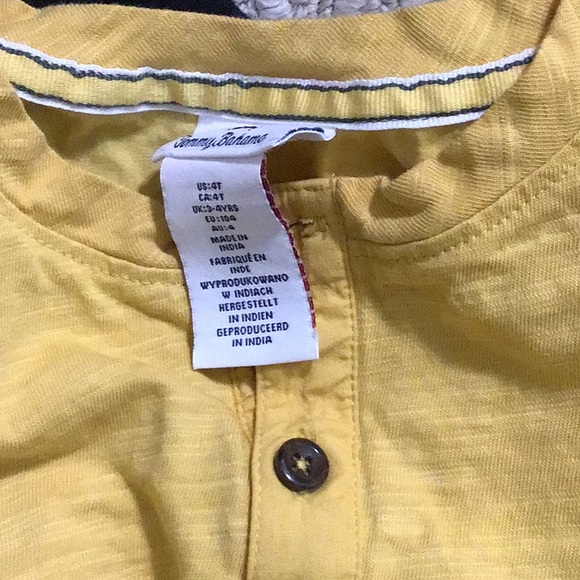 Tommy Bahama
US:4T
CA:4T
UK:3-4YRS
EU:104
AU:4
MADE IN
INDIA
FABRIQUÉ EN
INDE
WYPRODUKOWANO
W INDIACH
HERGESTELLT
IN INDIEN
GEPRODUCEERD
IN INDIA